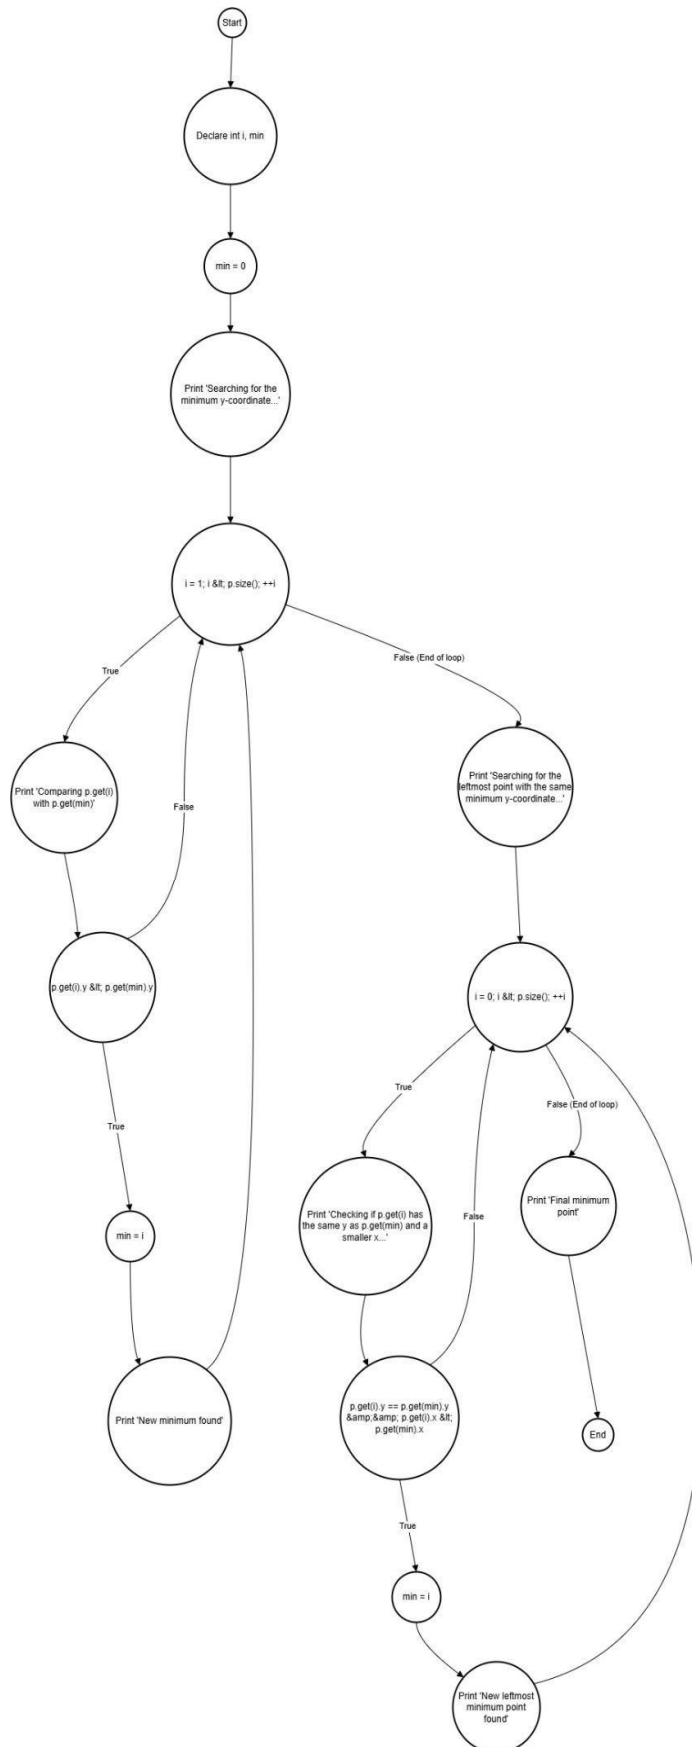 Start
Declare int i, min
min = 0
Print 'Searching for the
minimum y-coordinate...'
i = 1; i &lt; p.size(); ++i
True
False (End of loop)
Print 'Comparing p.get(i)
with p.get(min)'
False
Print 'Searching for the
leftmost point with the same
minimum y-coordinate...'
p.get(i).y &lt; p.get(min).y
True
min = i
Print 'New minimum found'
i = 0; i &lt; p.size(); ++i
True
False (End of loop)
Print 'Checking if p.get(i) has
the same y as p.get(min) and a
smaller x...'
False
Print 'Final minimum
point'
p.get(i).y == p.get(min).y
&amp;&amp; p.get(i).x &lt;
p.get(min).x
End
True
min = i
Print 'New leftmost
minimum point
found'